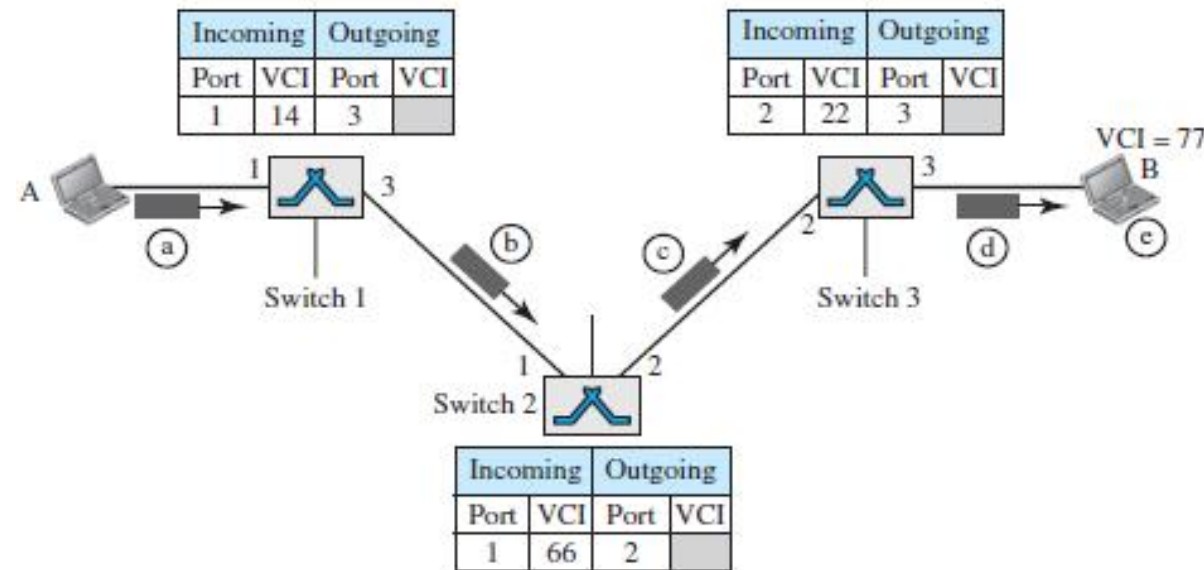 Incoming Outgoing
Port VCI Port VCI
1 14 3
Incoming Outgoing
Port VCI Port VCI
2 22 3
VCI = 77
A
1
3
3
B
a
b
c
2
d
e
Switch 1
Switch 3
1
2
Switch 2
Incoming Outgoing
Port VCI Port VCI
1 66 2